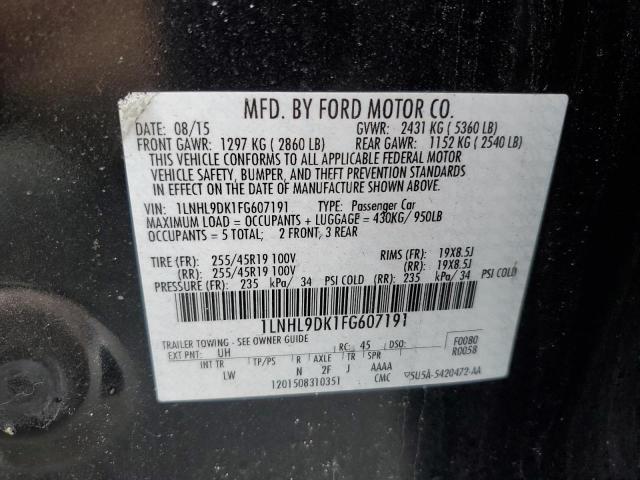 MFD. BY FORD MOTOR CO.
DATE: 08/15 GVWR: 2431 KG ( 5360 LB)
FRONT GAWR: 1297 KG ( 2860 LB) REAR GAWR: 1152 KG ( 2540 LB)
THIS VEHICLE CONFORMS TO ALL APPLICABLE FEDERAL MOTOR
VEHICLE SAFETY, BUMPER, AND THEFT PREVENTION STANDARDS
IN EFFECT ON THE DATE OF MANUFACTURE SHOWN ABOVE.
VIN: 1LNHL9DK1FG607191 TYPE: Passenger Car
MAXIMUM LOAD = OCCUPANTS + LUGGAGE = 430KG/ 950LB
OCCUPANTS = 5 TOTAL; 2 FRONT, 3 REAR
TIRE (FR): 255/45R19 100V RIMS (FR): 19X8.5J
(RR): 255/45R19 100V (RR): 19X8.5J
PRESSURE (FR): 235 kPa/ 34 PSI COLD (RR): 235 kPa/ 34 PSI COLD
1LNHL9DK1FG607191
TRAILER TOWING - SEE OWNER GUIDE
EXT PNT: UH RC: 45 DSO: F0080
R0058
INT TR TP/PS R AXLE TR SPR
LW N 2F J AAAA
1201508310351 CMC ▽5U5A-5420472-AA